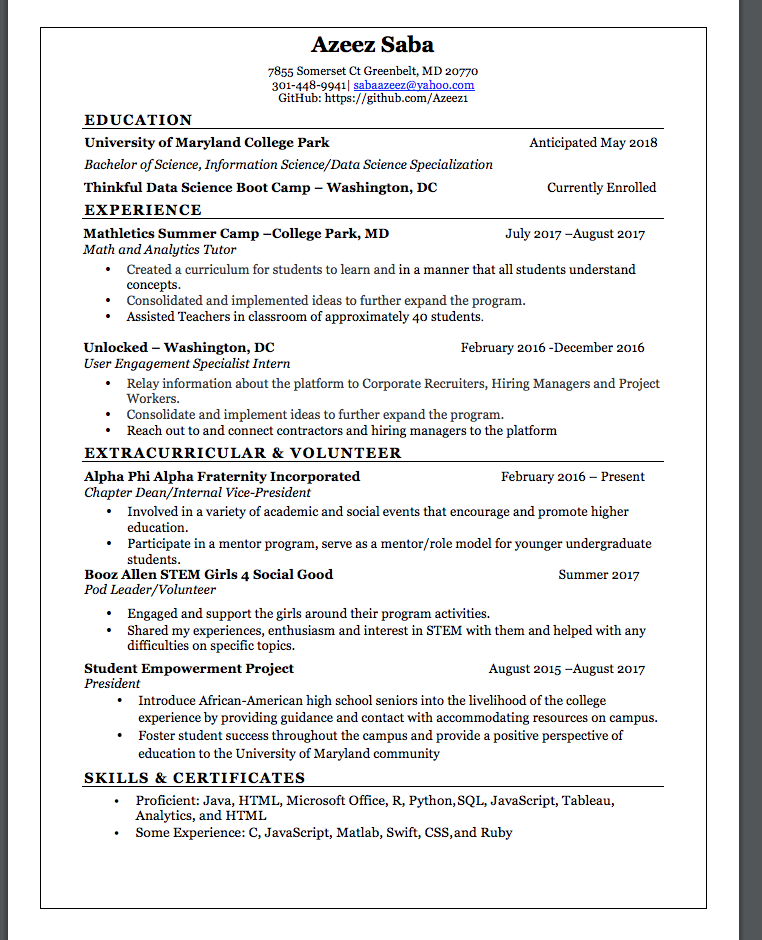 Azeez Saba
7855 Somerset Ct Greenbelt, MD 20770
301-448-9941| sabaazeez@yahoo.com
GitHub: https://github.com/Azeez1
EDUCATION
University of Maryland College Park Anticipated May 2018
Bachelor of Science, Information Science/Data Science Specialization
Thinkful Data Science Boot Camp – Washington, DC Currently Enrolled
EXPERIENCE
Mathletics Summer Camp –College Park, MD July 2017 –August 2017
Math and Analytics Tutor
• Created a curriculum for students to learn and in a manner that all students understand
concepts.
• Consolidated and implemented ideas to further expand the program.
• Assisted Teachers in classroom of approximately 40 students.
Unlocked – Washington, DC February 2016 -December 2016
User Engagement Specialist Intern
• Relay information about the platform to Corporate Recruiters, Hiring Managers and Project
Workers.
• Consolidate and implement ideas to further expand the program.
• Reach out to and connect contractors and hiring managers to the platform
EXTRACURRICULAR & VOLUNTEER
Alpha Phi Alpha Fraternity Incorporated February 2016 – Present
Chapter Dean/Internal Vice-President
• Involved in a variety of academic and social events that encourage and promote higher
education.
• Participate in a mentor program, serve as a mentor/role model for younger undergraduate
students.
Booz Allen STEM Girls 4 Social Good Summer 2017
Pod Leader/Volunteer
• Engaged and support the girls around their program activities.
• Shared my experiences, enthusiasm and interest in STEM with them and helped with any
difficulties on specific topics.
Student Empowerment Project August 2015 –August 2017
President
• Introduce African-American high school seniors into the livelihood of the college
experience by providing guidance and contact with accommodating resources on campus.
• Foster student success throughout the campus and provide a positive perspective of
education to the University of Maryland community
SKILLS & CERTIFICATES
• Proficient: Java, HTML, Microsoft Office, R, Python,SQL, JavaScript, Tableau,
Analytics, and HTML
• Some Experience: C, JavaScript, Matlab, Swift, CSS,and Ruby